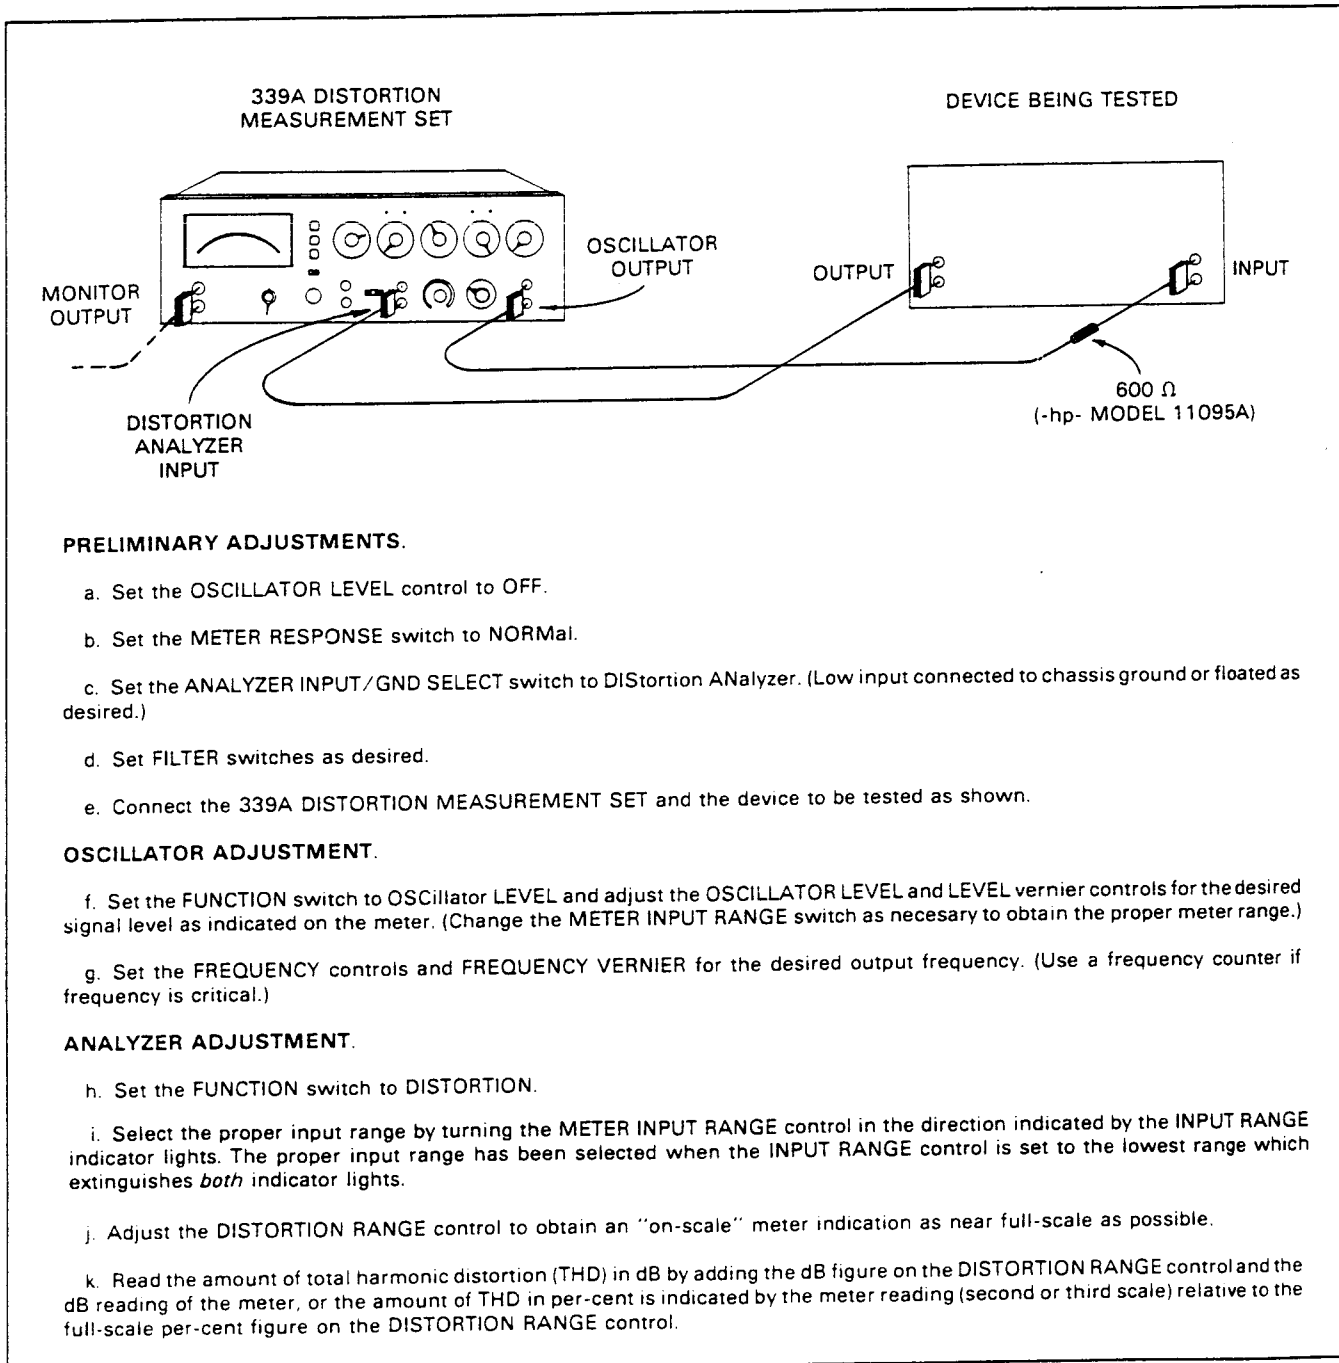 339A DISTORTION
MEASUREMENT SET
DEVICE BEING TESTED
OSCILLATOR
OUTPUT
OUTPUT
INPUT
MONITOR
OUTPUT
600 Ω
(-hp- MODEL 11095A)
DISTORTION
ANALYZER
INPUT
PRELIMINARY ADJUSTMENTS.
a. Set the OSCILLATOR LEVEL control to OFF.
b. Set the METER RESPONSE switch to NORMal.
c. Set the ANALYZER INPUT/GND SELECT switch to DIStortion ANalyzer. (Low input connected to chassis ground or floated as
desired.)
d. Set FILTER switches as desired.
e. Connect the 339A DISTORTION MEASUREMENT SET and the device to be tested as shown.
OSCILLATOR ADJUSTMENT.
f. Set the FUNCTION switch to OSCillator LEVEL and adjust the OSCILLATOR LEVEL and LEVEL vernier controls for the desired
signal level as indicated on the meter. (Change the METER INPUT RANGE switch as necesary to obtain the proper meter range.)
g. Set the FREQUENCY controls and FREQUENCY VERNIER for the desired output frequency. (Use a frequency counter if
frequency is critical.)
ANALYZER ADJUSTMENT.
h. Set the FUNCTION switch to DISTORTION.
i. Select the proper input range by turning the METER INPUT RANGE control in the direction indicated by the INPUT RANGE
indicator lights. The proper input range has been selected when the INPUT RANGE control is set to the lowest range which
extinguishes both indicator lights.
j. Adjust the DISTORTION RANGE control to obtain an "on-scale" meter indication as near full-scale as possible.
k. Read the amount of total harmonic distortion (THD) in dB by adding the dB figure on the DISTORTION RANGE control and the
dB reading of the meter, or the amount of THD in per-cent is indicated by the meter reading (second or third scale) relative to the
full-scale per-cent figure on the DISTORTION RANGE control.